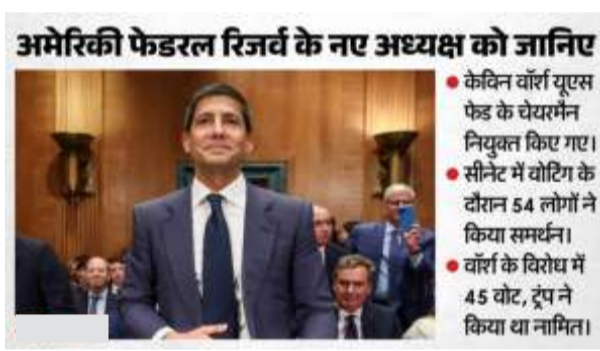 अमेरिकी फेडरल रिजर्व के नए अध्यक्ष को जानिए
केविन वॉर्श यूएस
फेड के चेयरमैन
नियुक्त किए गए।
सीनेट में वोटिंग के
दौरान 54 लोगों ने
किया समर्थन।
वॉर्श के विरोध में
45 वोट, ट्रंप ने
किया था नामित।